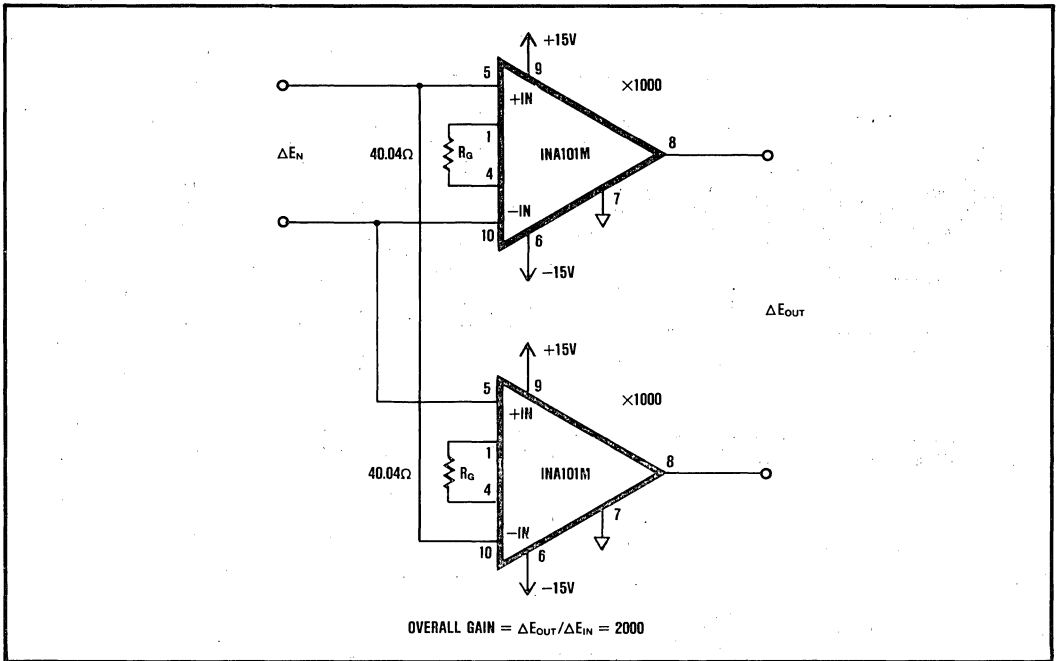 +15V
5
9
×1000
+IN
1
8
ΔEN
40.04Ω
RG
INA101M
4
−IN
7
10
6
−15V
ΔEOUT
+15V
5
9
×1000
+IN
1
8
40.04Ω
RG
INA101M
4
7
−IN
10
6
−15V
OVERALL GAIN = ΔEOUT/ΔEIN = 2000